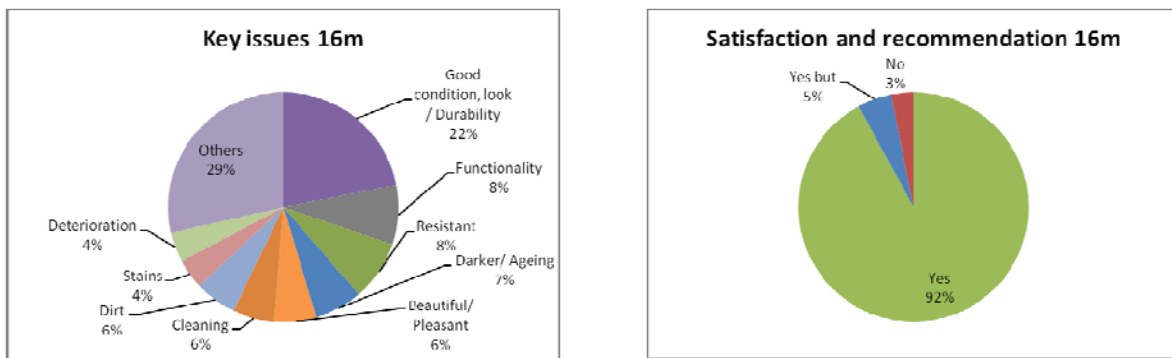 Key issues 16m
Good
condition, look
/ Durability
22%
Functionality
8%
Resistant
8%
Darker/ Ageing
7%
Beautiful/
Pleasant
6%
Cleaning
6%
Dirt
6%
Stains
4%
Deterioration
4%
Others
29%
Satisfaction and recommendation 16m
No
3%
Yes but
5%
Yes
92%